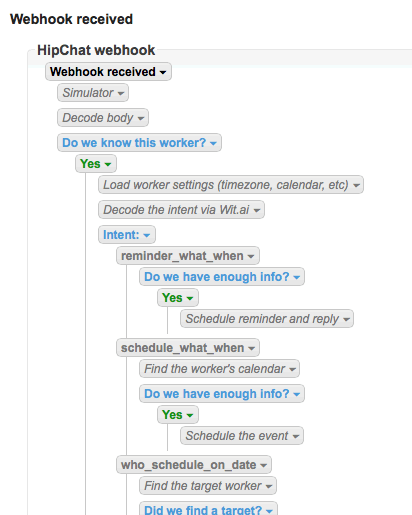 Webhook received
HipChat webhook
Webhook received
Simulator
Decode body
Do we know this worker?
Yes
Load worker settings (timezone, calendar, etc)
Decode the intent via Wit.ai
Intent:
reminder_what_when
Do we have enough info?
Yes
Schedule reminder and reply
schedule_what_when
Find the worker's calendar
Do we have enough info?
Yes
Schedule the event
who_schedule_on_date
Find the target worker
Did we find a target?